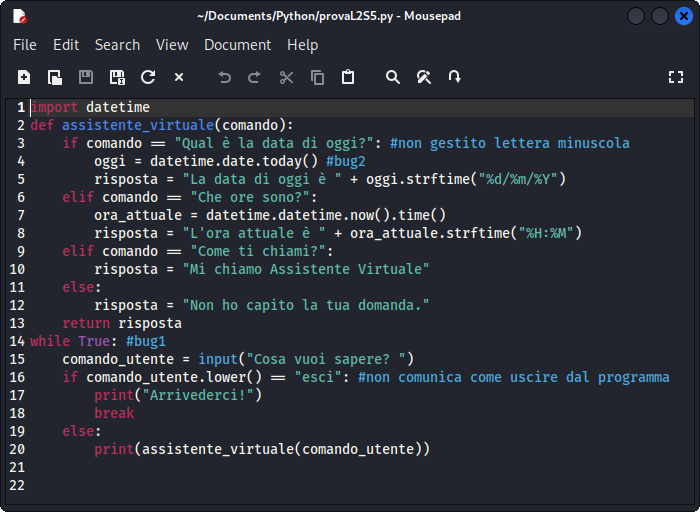 ~/Documents/Python/provaL2S5.py - Mousepad
File Edit Search View Document Help
1 import datetime
2 def assistente_virtuale(comando):
3     if comando == "Qual è la data di oggi?": #non gestito lettera minuscola
4         oggi = datetime.date.today() #bug2
5         risposta = "La data di oggi è " + oggi.strftime("%d/%m/%Y")
6     elif comando == "Che ore sono?":
7         ora_attuale = datetime.datetime.now().time()
8         risposta = "L'ora attuale è " + ora_attuale.strftime("%H:%M")
9     elif comando == "Come ti chiami?":
10         risposta = "Mi chiamo Assistente Virtuale"
11     else:
12         risposta = "Non ho capito la tua domanda."
13     return risposta
14 while True: #bug1
15     comando_utente = input("Cosa vuoi sapere? ")
16     if comando_utente.lower() == "esci": #non comunica come uscire dal programma
17         print("Arrivederci!")
18         break
19     else:
20         print(assistente_virtuale(comando_utente))
21
22